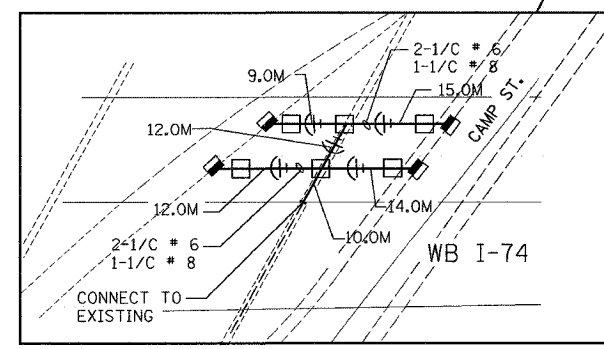 2-1/C # 6
1-1/C # 8
9.0M
15.0M
CAMP ST.
12.0M
12.0M
14.0M
2-1/C # 6
1-1/C # 8
10.0M
WB I-74
CONNECT TO
EXISTING